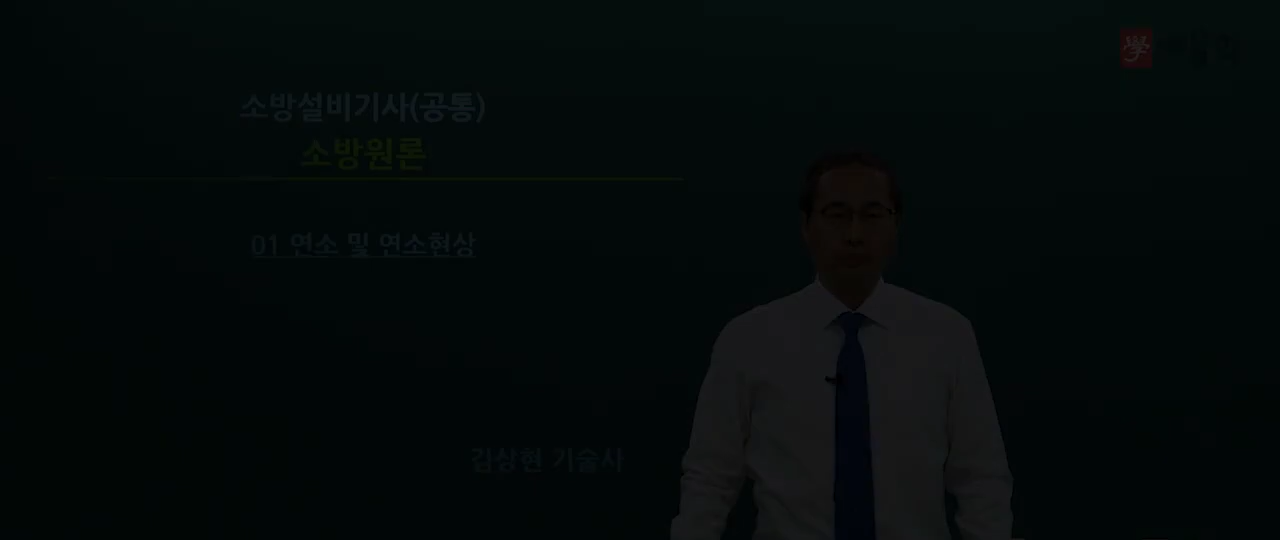 소방설비기사(공통)
소방원론
01 연소 및 연소현상
김상현 기술사
學